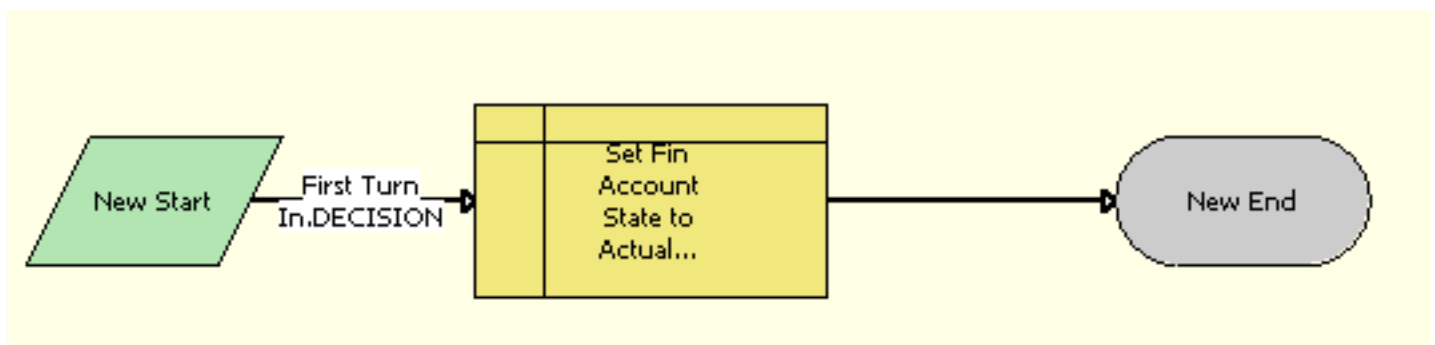 New Start
First Turn
In.DECISION
Set Fin
Account
State to
Actual...
New End